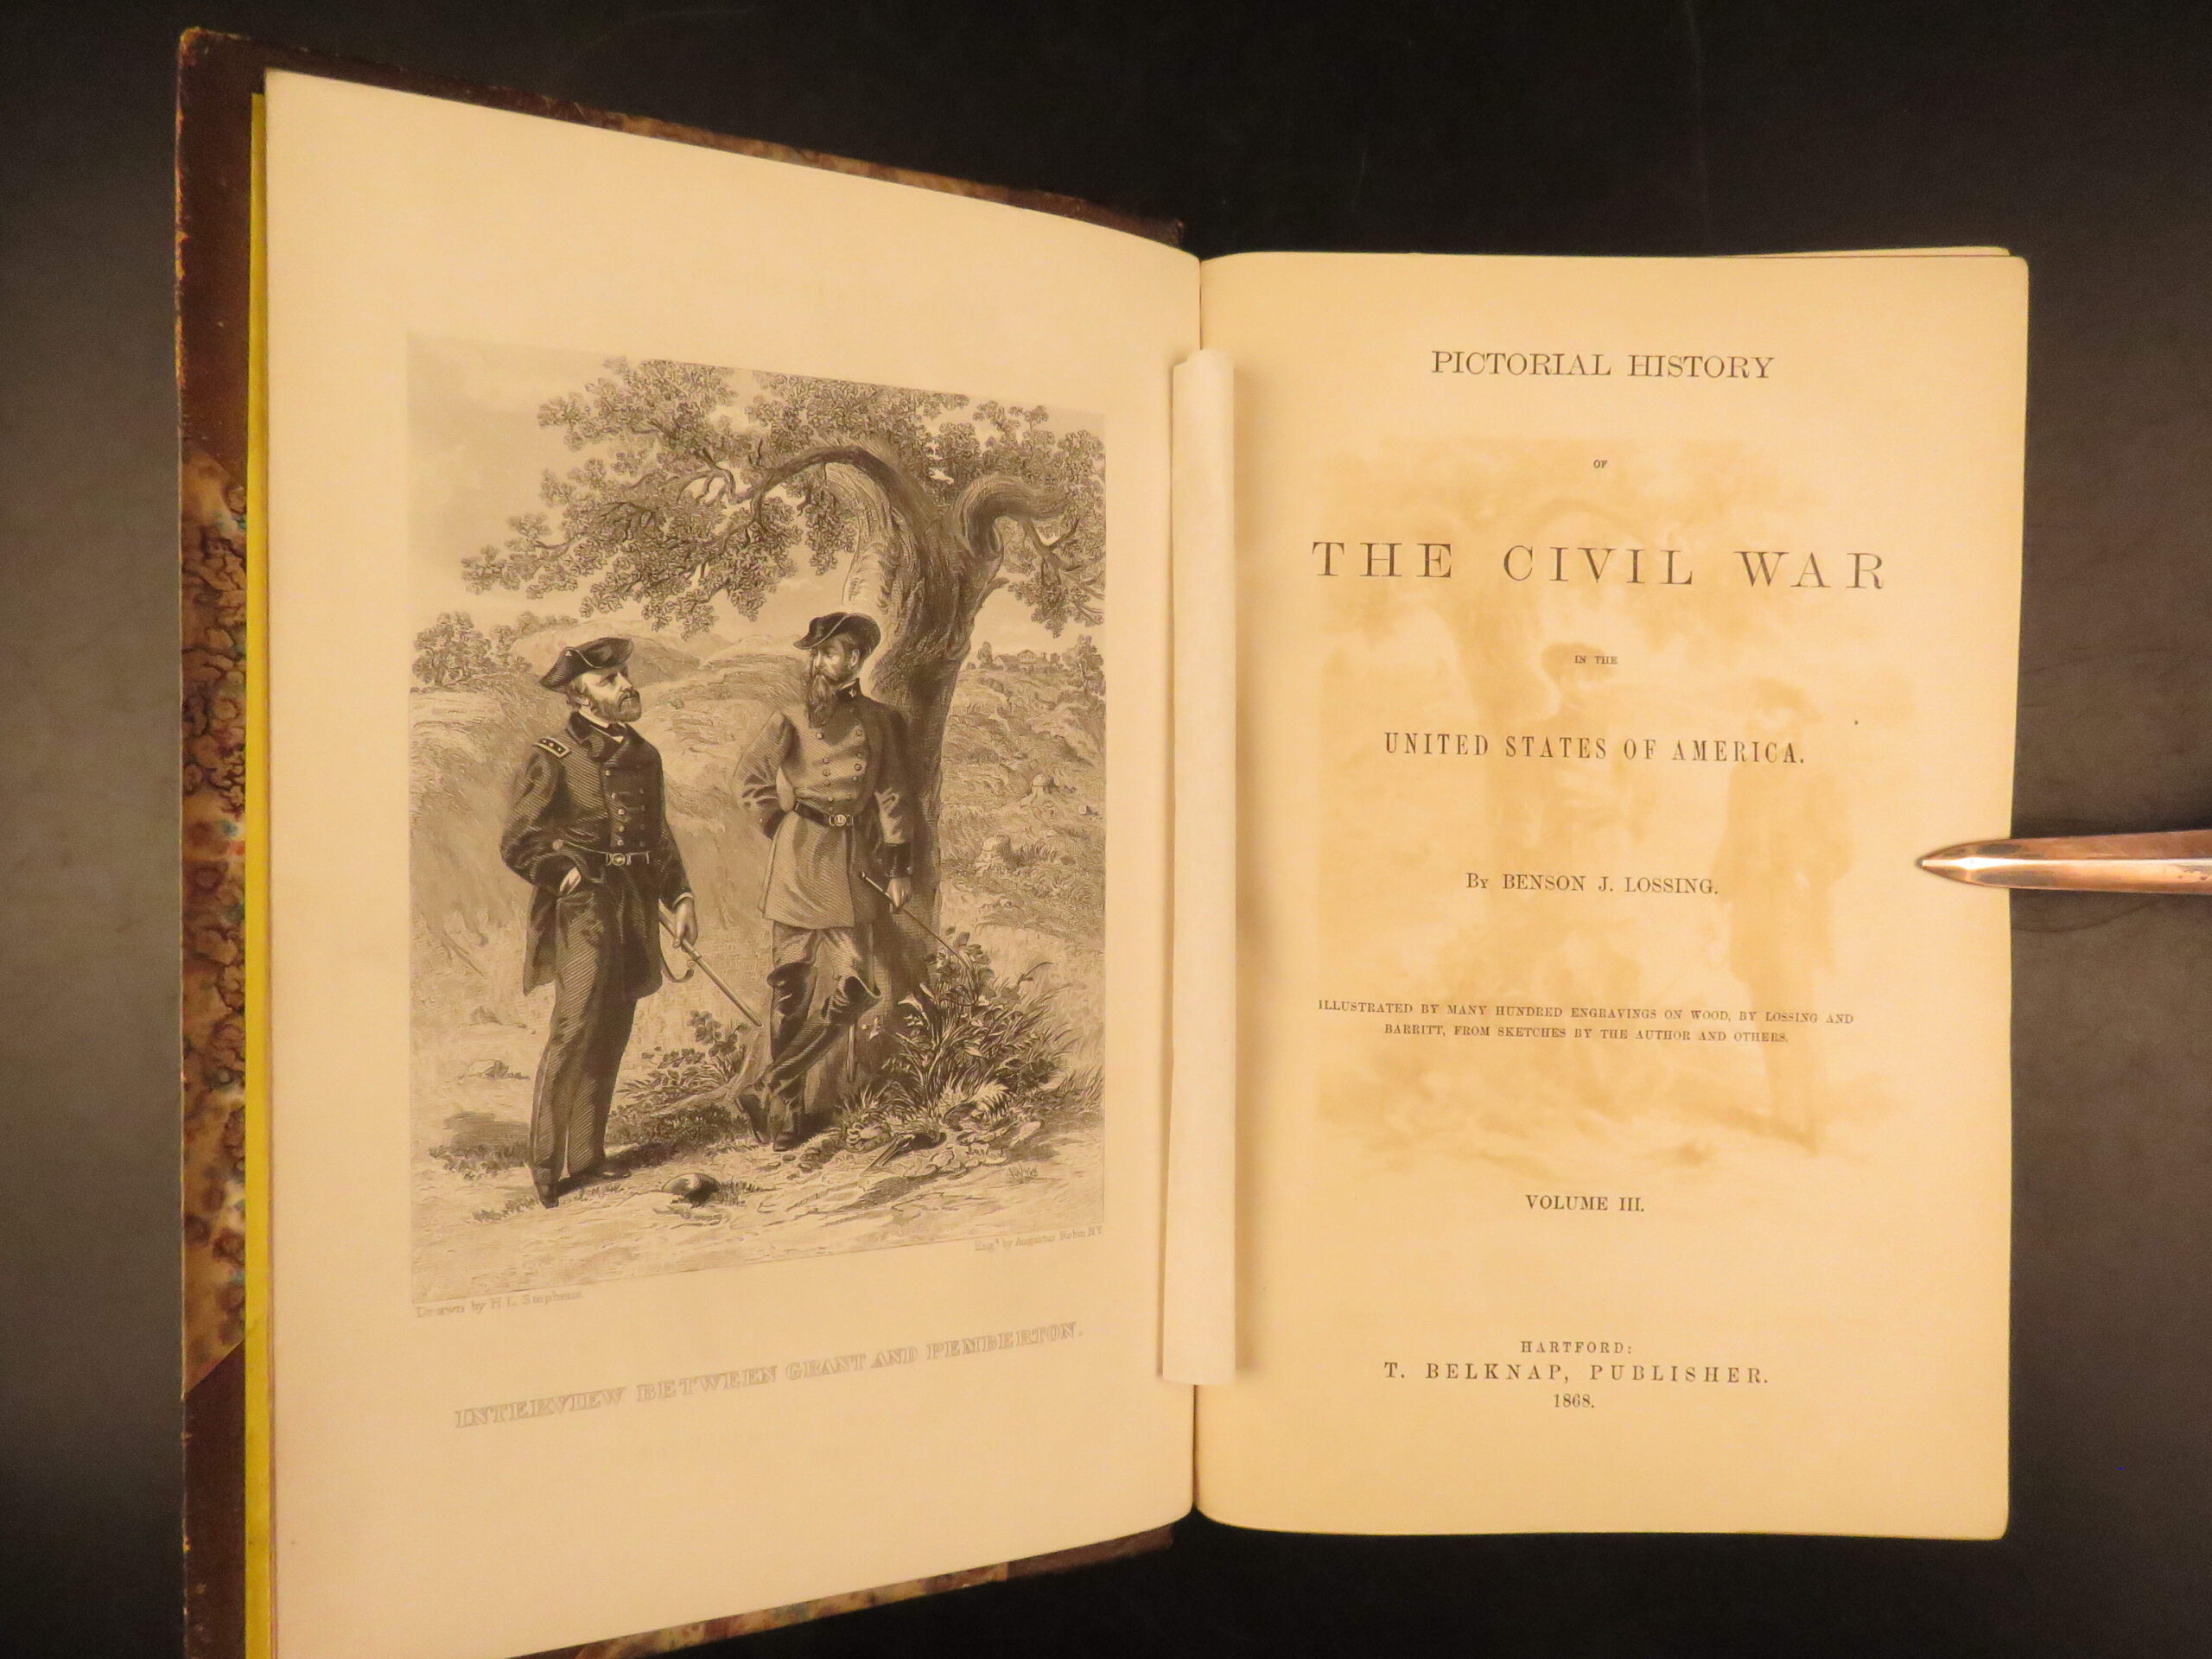 Drawn by H L Stephens
Engd by Augustus Robin N.Y.
INTERVIEW BETWEEN GRANT AND PEMBERTON.
PICTORIAL HISTORY
OF
THE CIVIL WAR
IN THE
UNITED STATES OF AMERICA.
BY BENSON J. LOSSING.
ILLUSTRATED BY MANY HUNDRED ENGRAVINGS ON WOOD, BY LOSSING AND
BARRITT, FROM SKETCHES BY THE AUTHOR AND OTHERS.
VOLUME III.
HARTFORD:
T. BELKNAP, PUBLISHER.
1868.